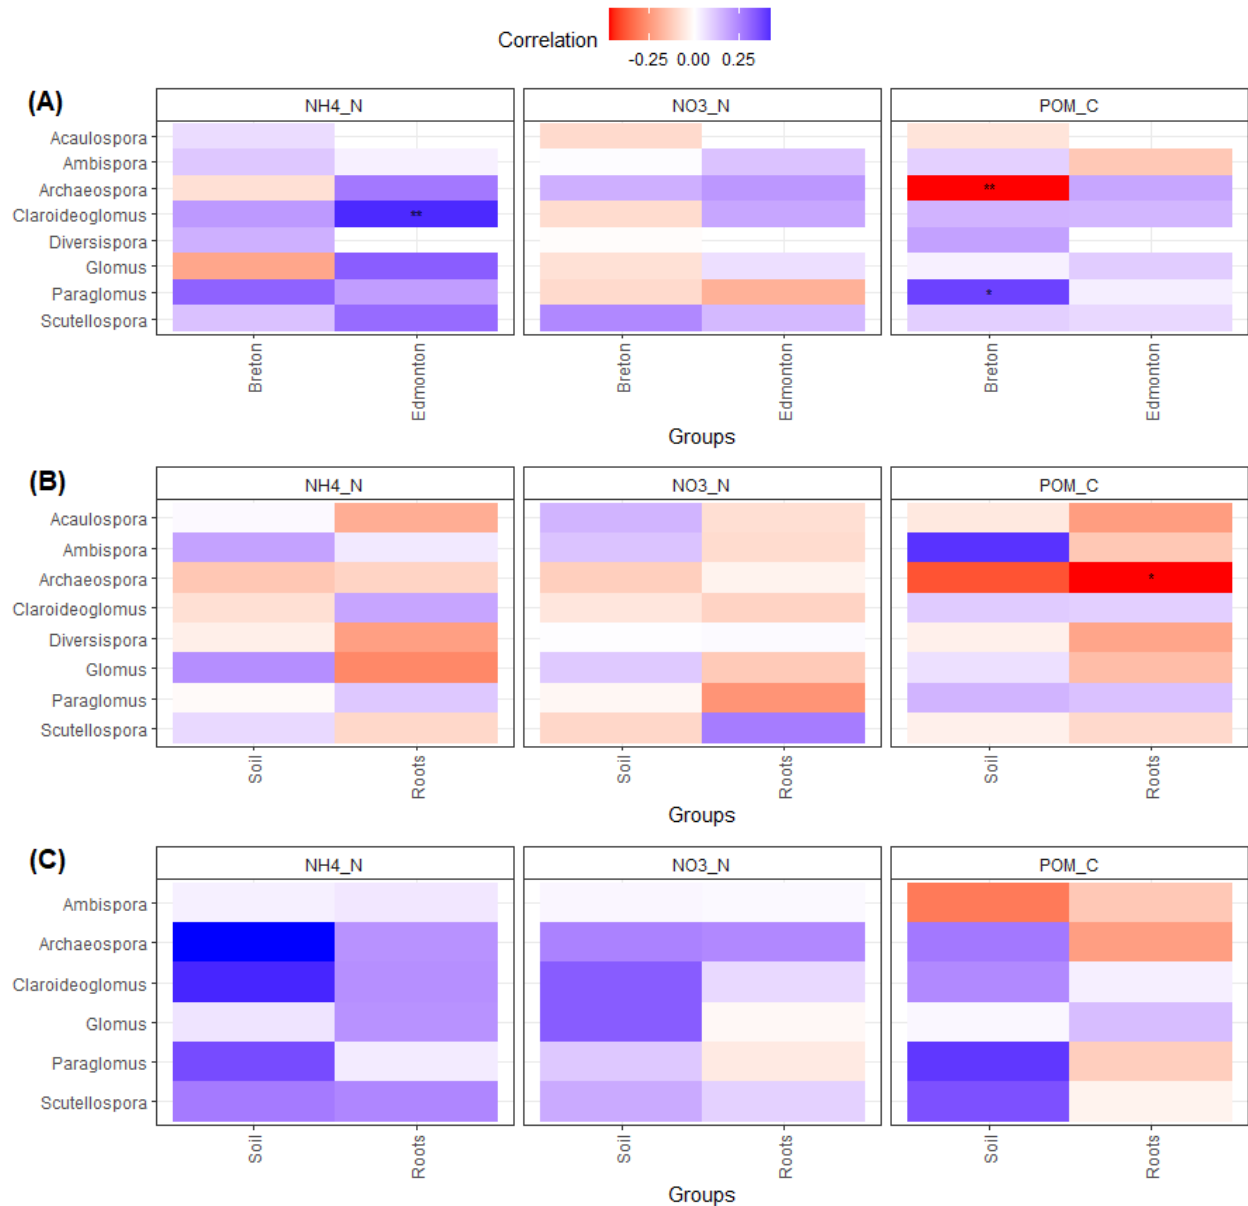 Correlation
-0.25 0.00 0.25
(A)
NH4_N NO3_N POM_C
Acaulospora
Ambispora
Archaeospora
**
Claroideoglomus
**
Diversispora
Glomus
Paraglomus
*
Scutellospora
Breton Edmonton Breton Edmonton Breton Edmonton
Groups
(B)
NH4_N NO3_N POM_C
Acaulospora
Ambispora
Archaeospora
*
Claroideoglomus
Diversispora
Glomus
Paraglomus
Scutellospora
Soil Roots Soil Roots Soil Roots
Groups
(C)
NH4_N NO3_N POM_C
Ambispora
Archaeospora
Claroideoglomus
Glomus
Paraglomus
Scutellospora
Soil Roots Soil Roots Soil Roots
Groups